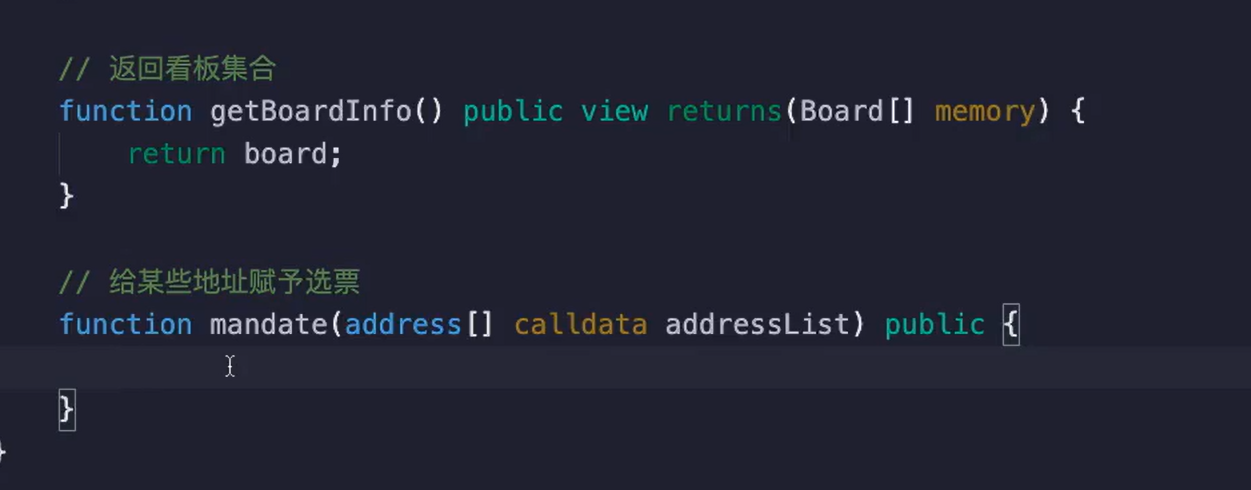 // 返回看板集合
function getBoardInfo() public view returns(Board[] memory) {
return board;
}
// 给某些地址赋予选票
function mandate(address[] calldata addressList) public {
}
}